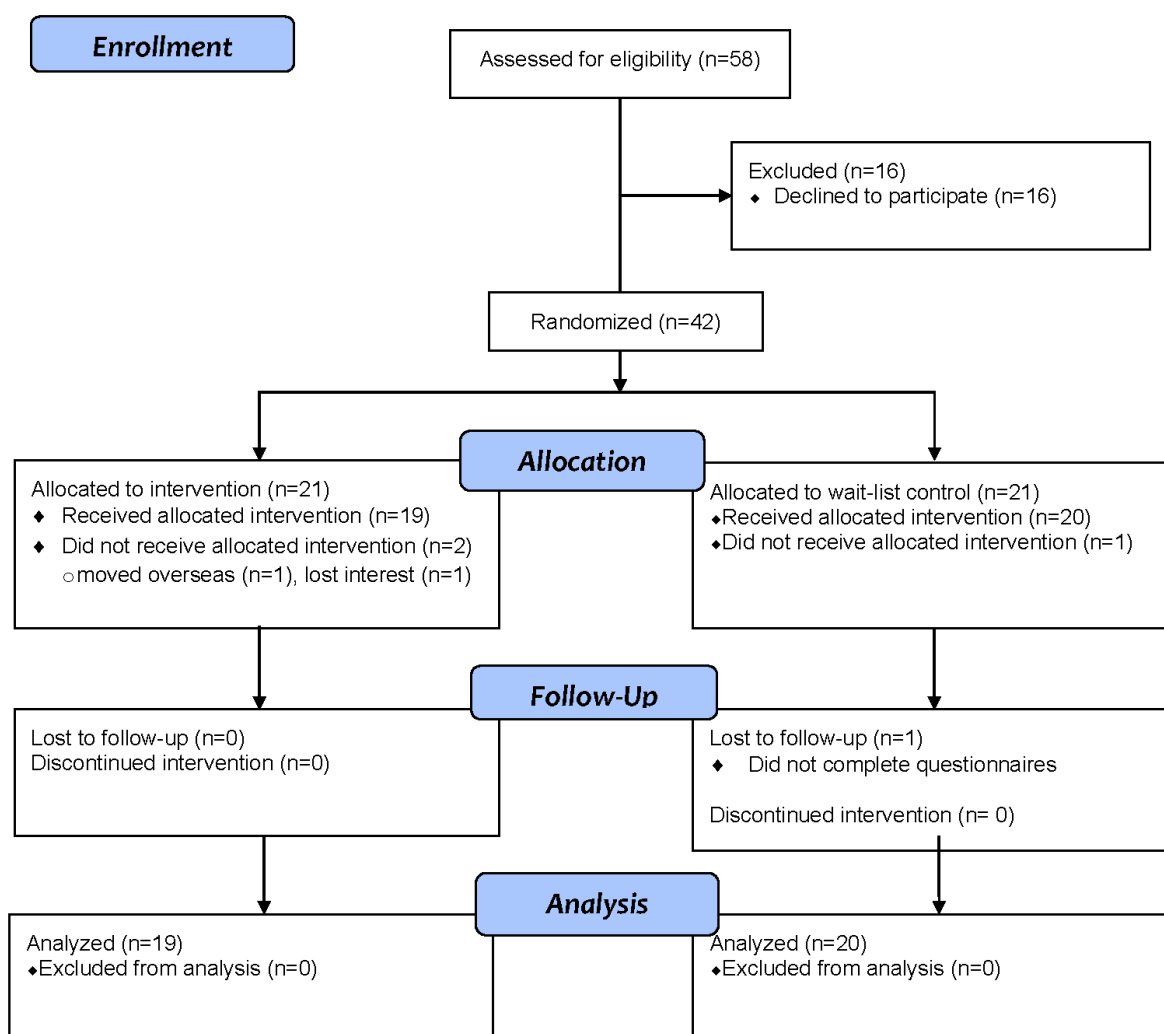 Enrollment
Assessed for eligibility (n=58)
Excluded (n=16)
⬥ Declined to participate (n=16)
Randomized (n=42)
Allocation
Allocated to intervention (n=21)
⬥ Received allocated intervention (n=19)
⬥ Did not receive allocated intervention (n=2)
○moved overseas (n=1), lost interest (n=1)
Allocated to wait-list control (n=21)
⬥Received allocated intervention (n=20)
⬥Did not receive allocated intervention (n=1)
Follow-Up
Lost to follow-up (n=0)
Discontinued intervention (n=0)
Lost to follow-up (n=1)
⬥ Did not complete questionnaires
Discontinued intervention (n= 0)
Analysis
Analyzed (n=19)
⬥Excluded from analysis (n=0)
Analyzed (n=20)
⬥Excluded from analysis (n=0)